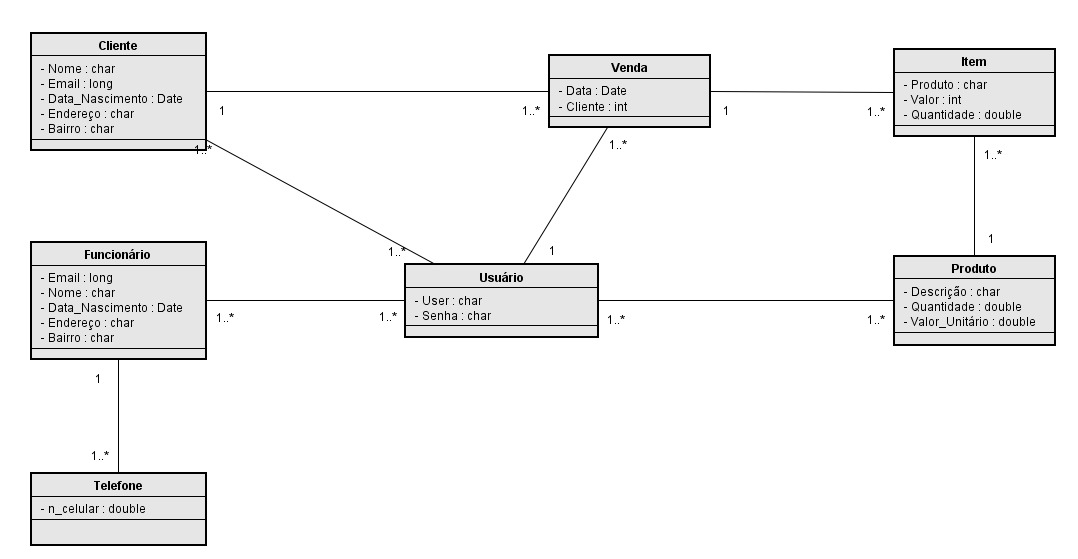 Cliente
- Nome : char
- Email : long
- Data_Nascimento : Date
- Endereço : char
- Bairro : char
1
1..*
1..*
Venda
- Data : Date
- Cliente : int
1
1..*
1..*
Item
- Produto : char
- Valor : int
- Quantidade : double
1..*
1
Funcionário
- Email : long
- Nome : char
- Data_Nascimento : Date
- Endereço : char
- Bairro : char
1..*
1..*
1
1..*
1..*
1
Usuário
- User : char
- Senha : char
1..*
1..*
Produto
- Descrição : char
- Quantidade : double
- Valor_Unitário : double
Telefone
- n_celular : double